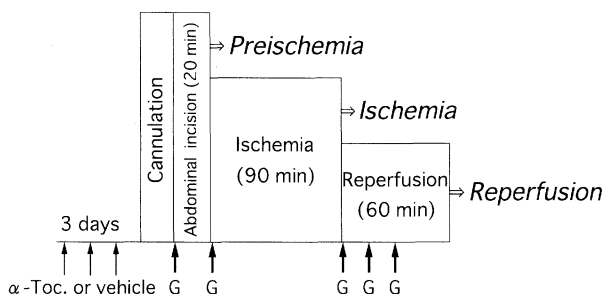 ⇒ Preischemia
Cannulation
Abdominal incision (20 min)
⇒ Ischemia
Ischemia
(90 min)
Reperfusion
(60 min)
⇒ Reperfusion
3 days
α-Toc. or vehicle G G G G G